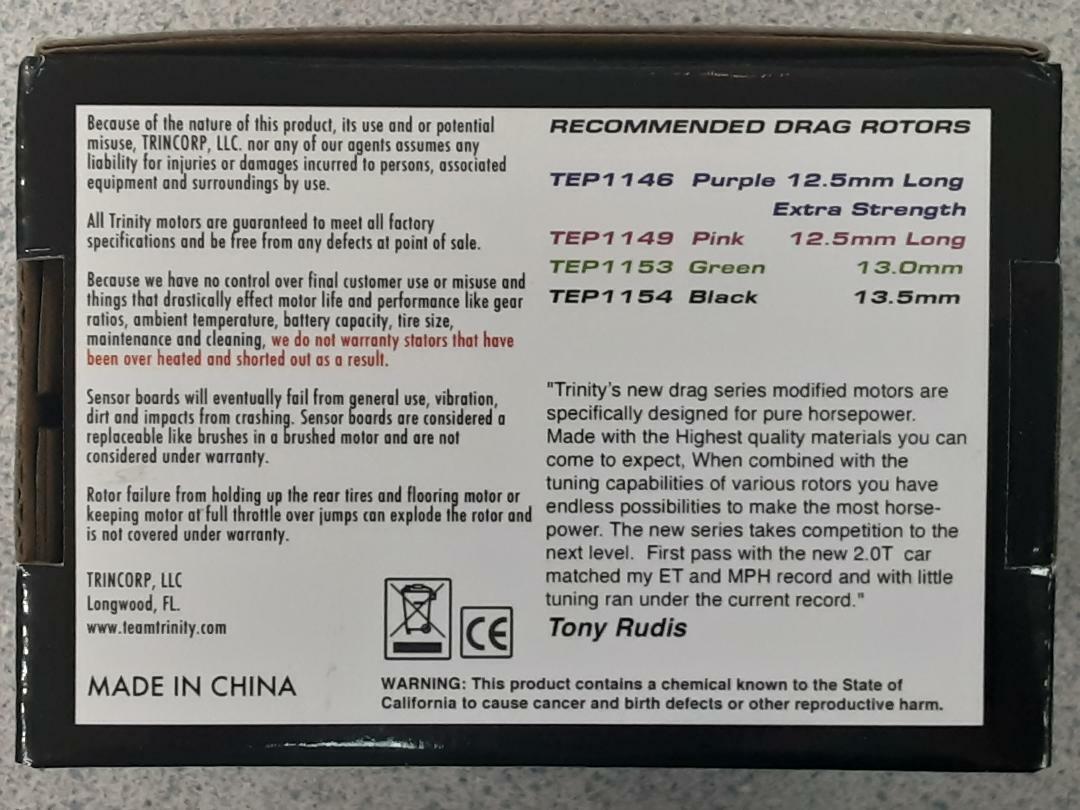 Because of the nature of this product, its use and or potential
misuse, TRINCORP, LLC. nor any of our agents assumes any
liability for injuries or damages incurred to persons, associated
equipment and surroundings by use.
All Trinity motors are guaranteed to meet all factory
specifications and be free from any defects at point of sale.
Because we have no control over final customer use or misuse and
things that drastically effect motor life and performance like gear
ratios, ambient temperature, battery capacity, tire size,
maintenance and cleaning, we do not warranty stators that have
been over heated and shorted out as a result.
Sensor boards will eventually fail from general use, vibration,
dirt and impacts from crashing. Sensor boards are considered a
replaceable like brushes in a brushed motor and are not
considered under warranty.
Rotor failure from holding up the rear tires and flooring motor or
keeping motor at full throttle over jumps can explode the rotor and
is not covered under warranty.
TRINCORP, LLC
Longwood, FL.
www.teamtrinity.com
MADE IN CHINA
CE
RECOMMENDED DRAG ROTORS
TEP1146 Purple 12.5mm Long
Extra Strength
TEP1149 Pink 12.5mm Long
TEP1153 Green 13.0mm
TEP1154 Black 13.5mm
"Trinity's new drag series modified motors are
specifically designed for pure horsepower.
Made with the Highest quality materials you can
come to expect, When combined with the
tuning capabilities of various rotors you have
endless possibilities to make the most horse-
power. The new series takes competition to the
next level. First pass with the new 2.0T car
matched my ET and MPH record and with little
tuning ran under the current record."
Tony Rudis
WARNING: This product contains a chemical known to the State of
California to cause cancer and birth defects or other reproductive harm.